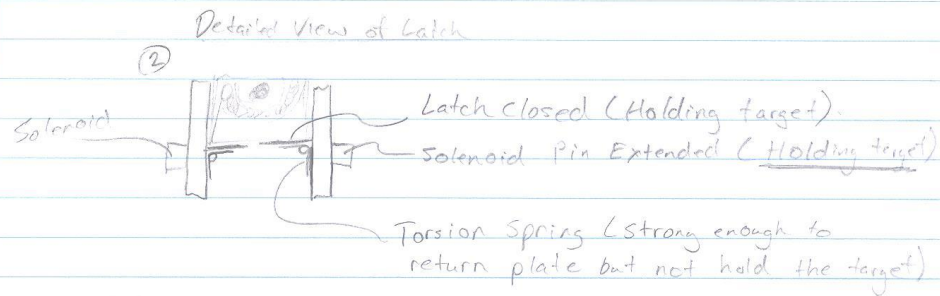 Detailed View of Latch
②
Solenoid
Latch closed (Holding target).
Solenoid Pin Extended (Holding target)
Torsion Spring (strong enough to
return plate but not hold the target)